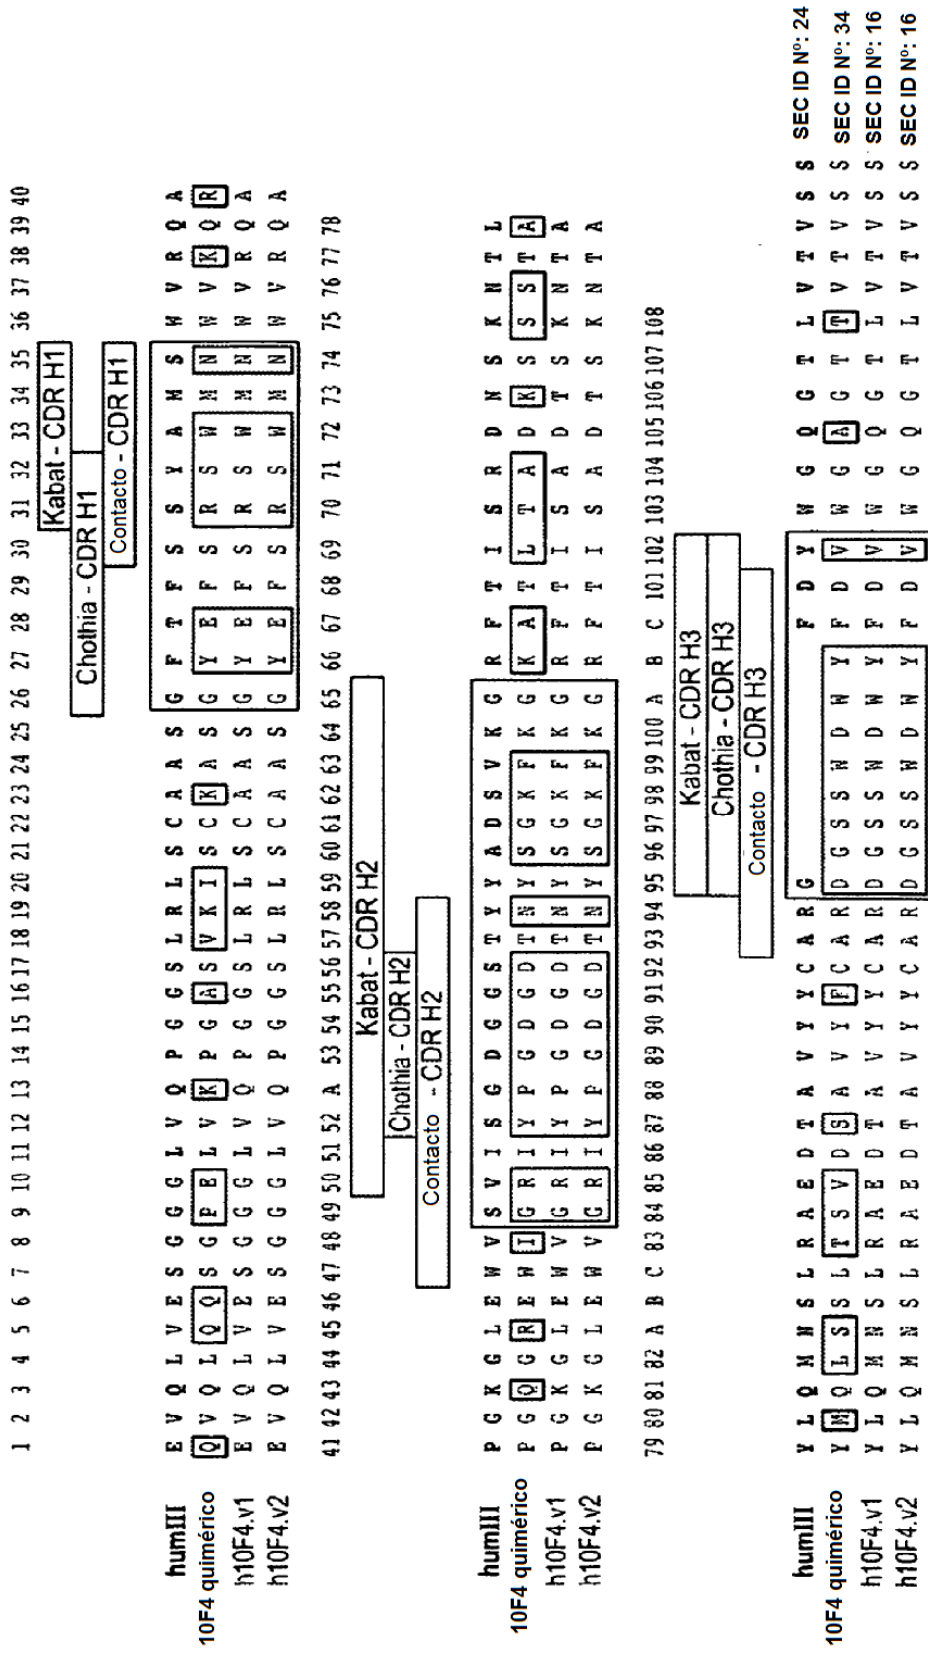 1 2 3 4 5 6 7 8 9 10 11 12 13 14 15 16 17 18 19 20 21 22 23 24 25 26 27 28 29 30 31 32 33 34 35 36 37 38 39 40
Kabat - CDR H1
Chothia - CDR H1
Contacto - CDR H1
humIII E V Q L V E S G G G L V Q P G G S L R L S C A A S G F T F S S Y A M S W V R Q A
10F4 quimérico Q V Q L Q Q S G P E L V K P G A S V K I S C K A S G Y E F S R S W M N W V K Q R
h10F4.v1 E V Q L V E S G G G L V Q P G G S L R L S C A A S G Y E F S R S W M N W V R Q A
h10F4.v2 E V Q L V E S G G G L V Q P G G S L R L S C A A S G Y E F S R S W M N W V R Q A
41 42 43 44 45 46 47 48 49 50 51 52 A 53 54 55 56 57 58 59 60 61 62 63 64 65 66 67 68 69 70 71 72 73 74 75 76 77 78
Kabat - CDR H2
Chothia - CDR H2
Contacto - CDR H2
humIII P G K G L E W V S V I S G D G G S T Y Y A D S V K G R F T I S R D N S K N T L
10F4 quimérico P G Q G R E W I G R I Y P G D G D T N Y S G K F K G K A T L T A D K S S S T A
h10F4.v1 P G K G L E W V G R I Y P G D G D T N Y S G K F K G R F T I S A D T S K N T A
h10F4.v2 P G K G L E W V G R I Y P G D G D T N Y S G K F K G R F T I S A D T S K N T A
79 80 81 82 A B C 83 84 85 86 87 88 89 90 91 92 93 94 95 96 97 98 99 100 A B C 101 102 103 104 105 106 107 108
Kabat - CDR H3
Chothia - CDR H3
Contacto - CDR H3
humIII Y L Q M N S L R A E D T A V Y Y C A R G F D Y W G Q G T L V T V S S SEC ID Nº: 24
10F4 quimérico Y M Q L S S L T S V D S A V Y F C A R D G S S W D W Y F D V W G A G T T V T V S S SEC ID Nº: 34
h10F4.v1 Y L Q M N S L R A E D T A V Y Y C A R D G S S W D W Y F D V W G Q G T L V T V S S SEC ID Nº: 16
h10F4.v2 Y L Q M N S L R A E D T A V Y Y C A R D G S S W D W Y F D V W G Q G T L V T V S S SEC ID Nº: 16